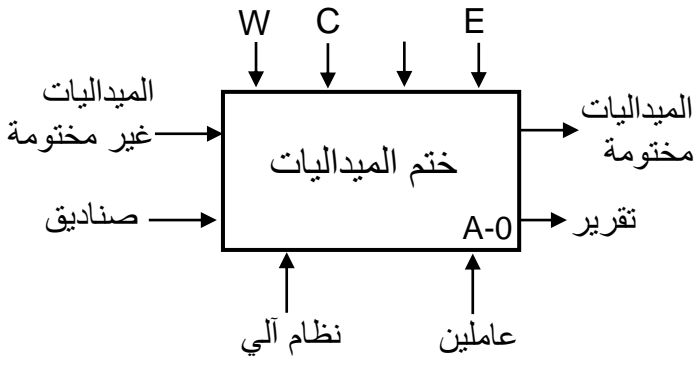 W C E
الميداليات
غير مختومة
صناديق
ختم الميداليات
A-0
الميداليات
مختومة
تقرير
نظام آلي
عاملين